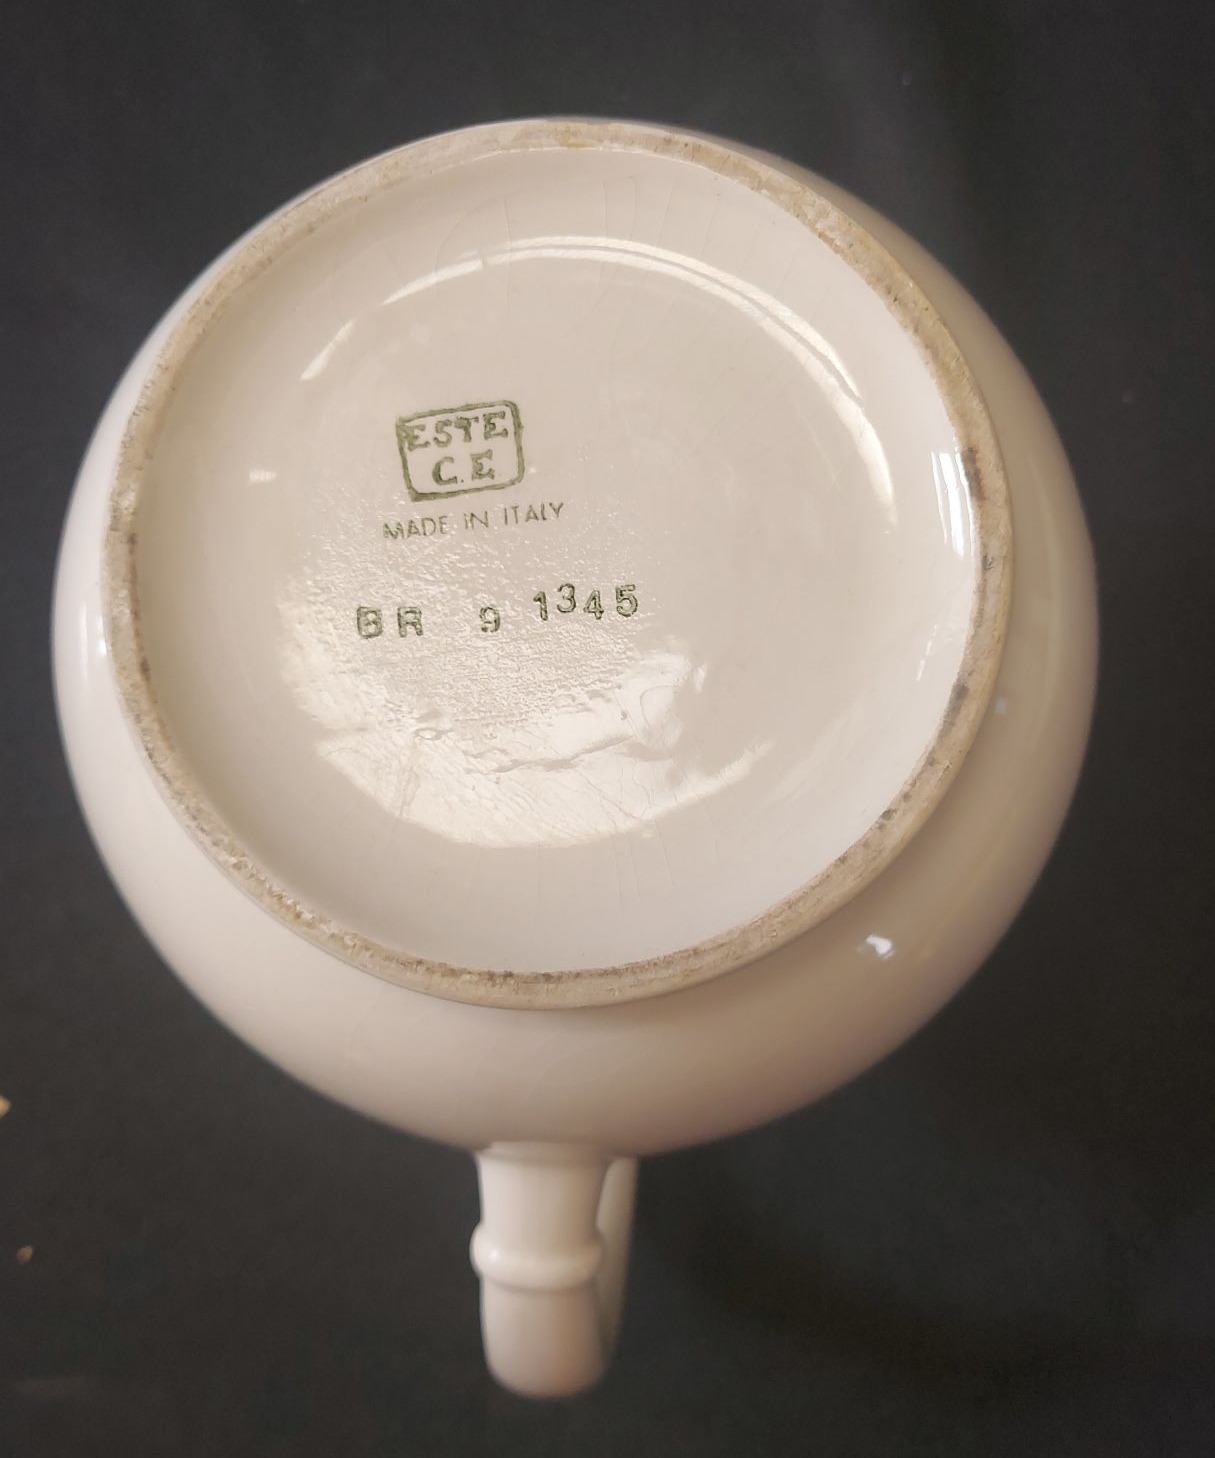 ESTE
C.E
MADE IN ITALY
BR 9 1345